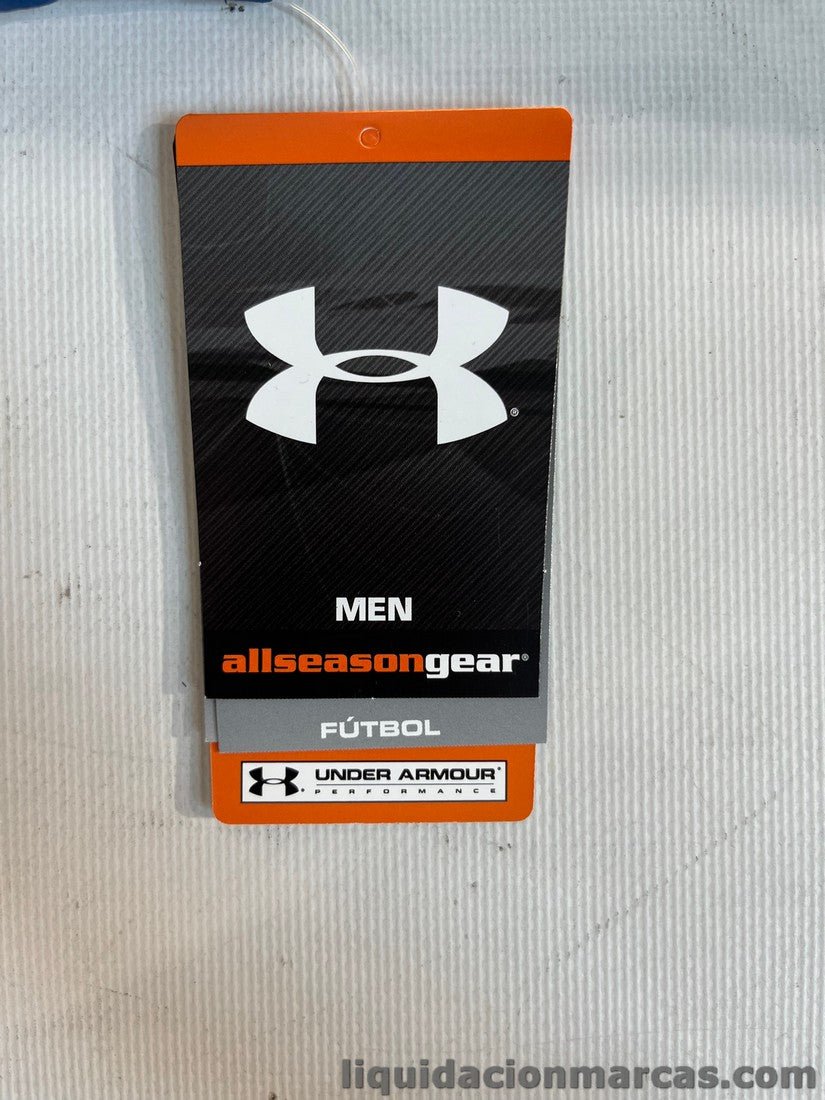 MEN
allseasongear®
FÚTBOL
® UNDER ARMOUR®
PERFORMANCE
liquidacionmarcas.com